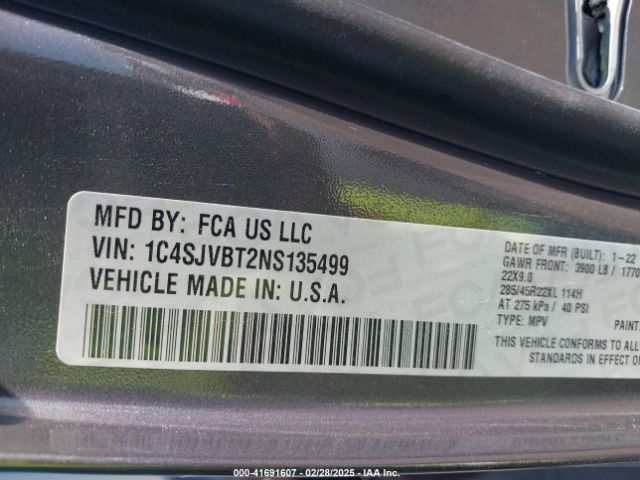 MFD BY: FCA US LLC
VIN: 1C4SJVBT2NS135499
VEHICLE MADE IN: U.S.A.
DATE OF MFR (BUILT): 1-22
GAWR FRONT: 3900 LB / 1770
22X9.0
285/45R22XL 114H
AT 275 kPa / 40 PSI
TYPE: MPV
PAINT:
THIS VEHICLE CONFORMS TO ALL
STANDARDS IN EFFECT ON
000-41691607 - 02/28/2025 - IAA Inc.